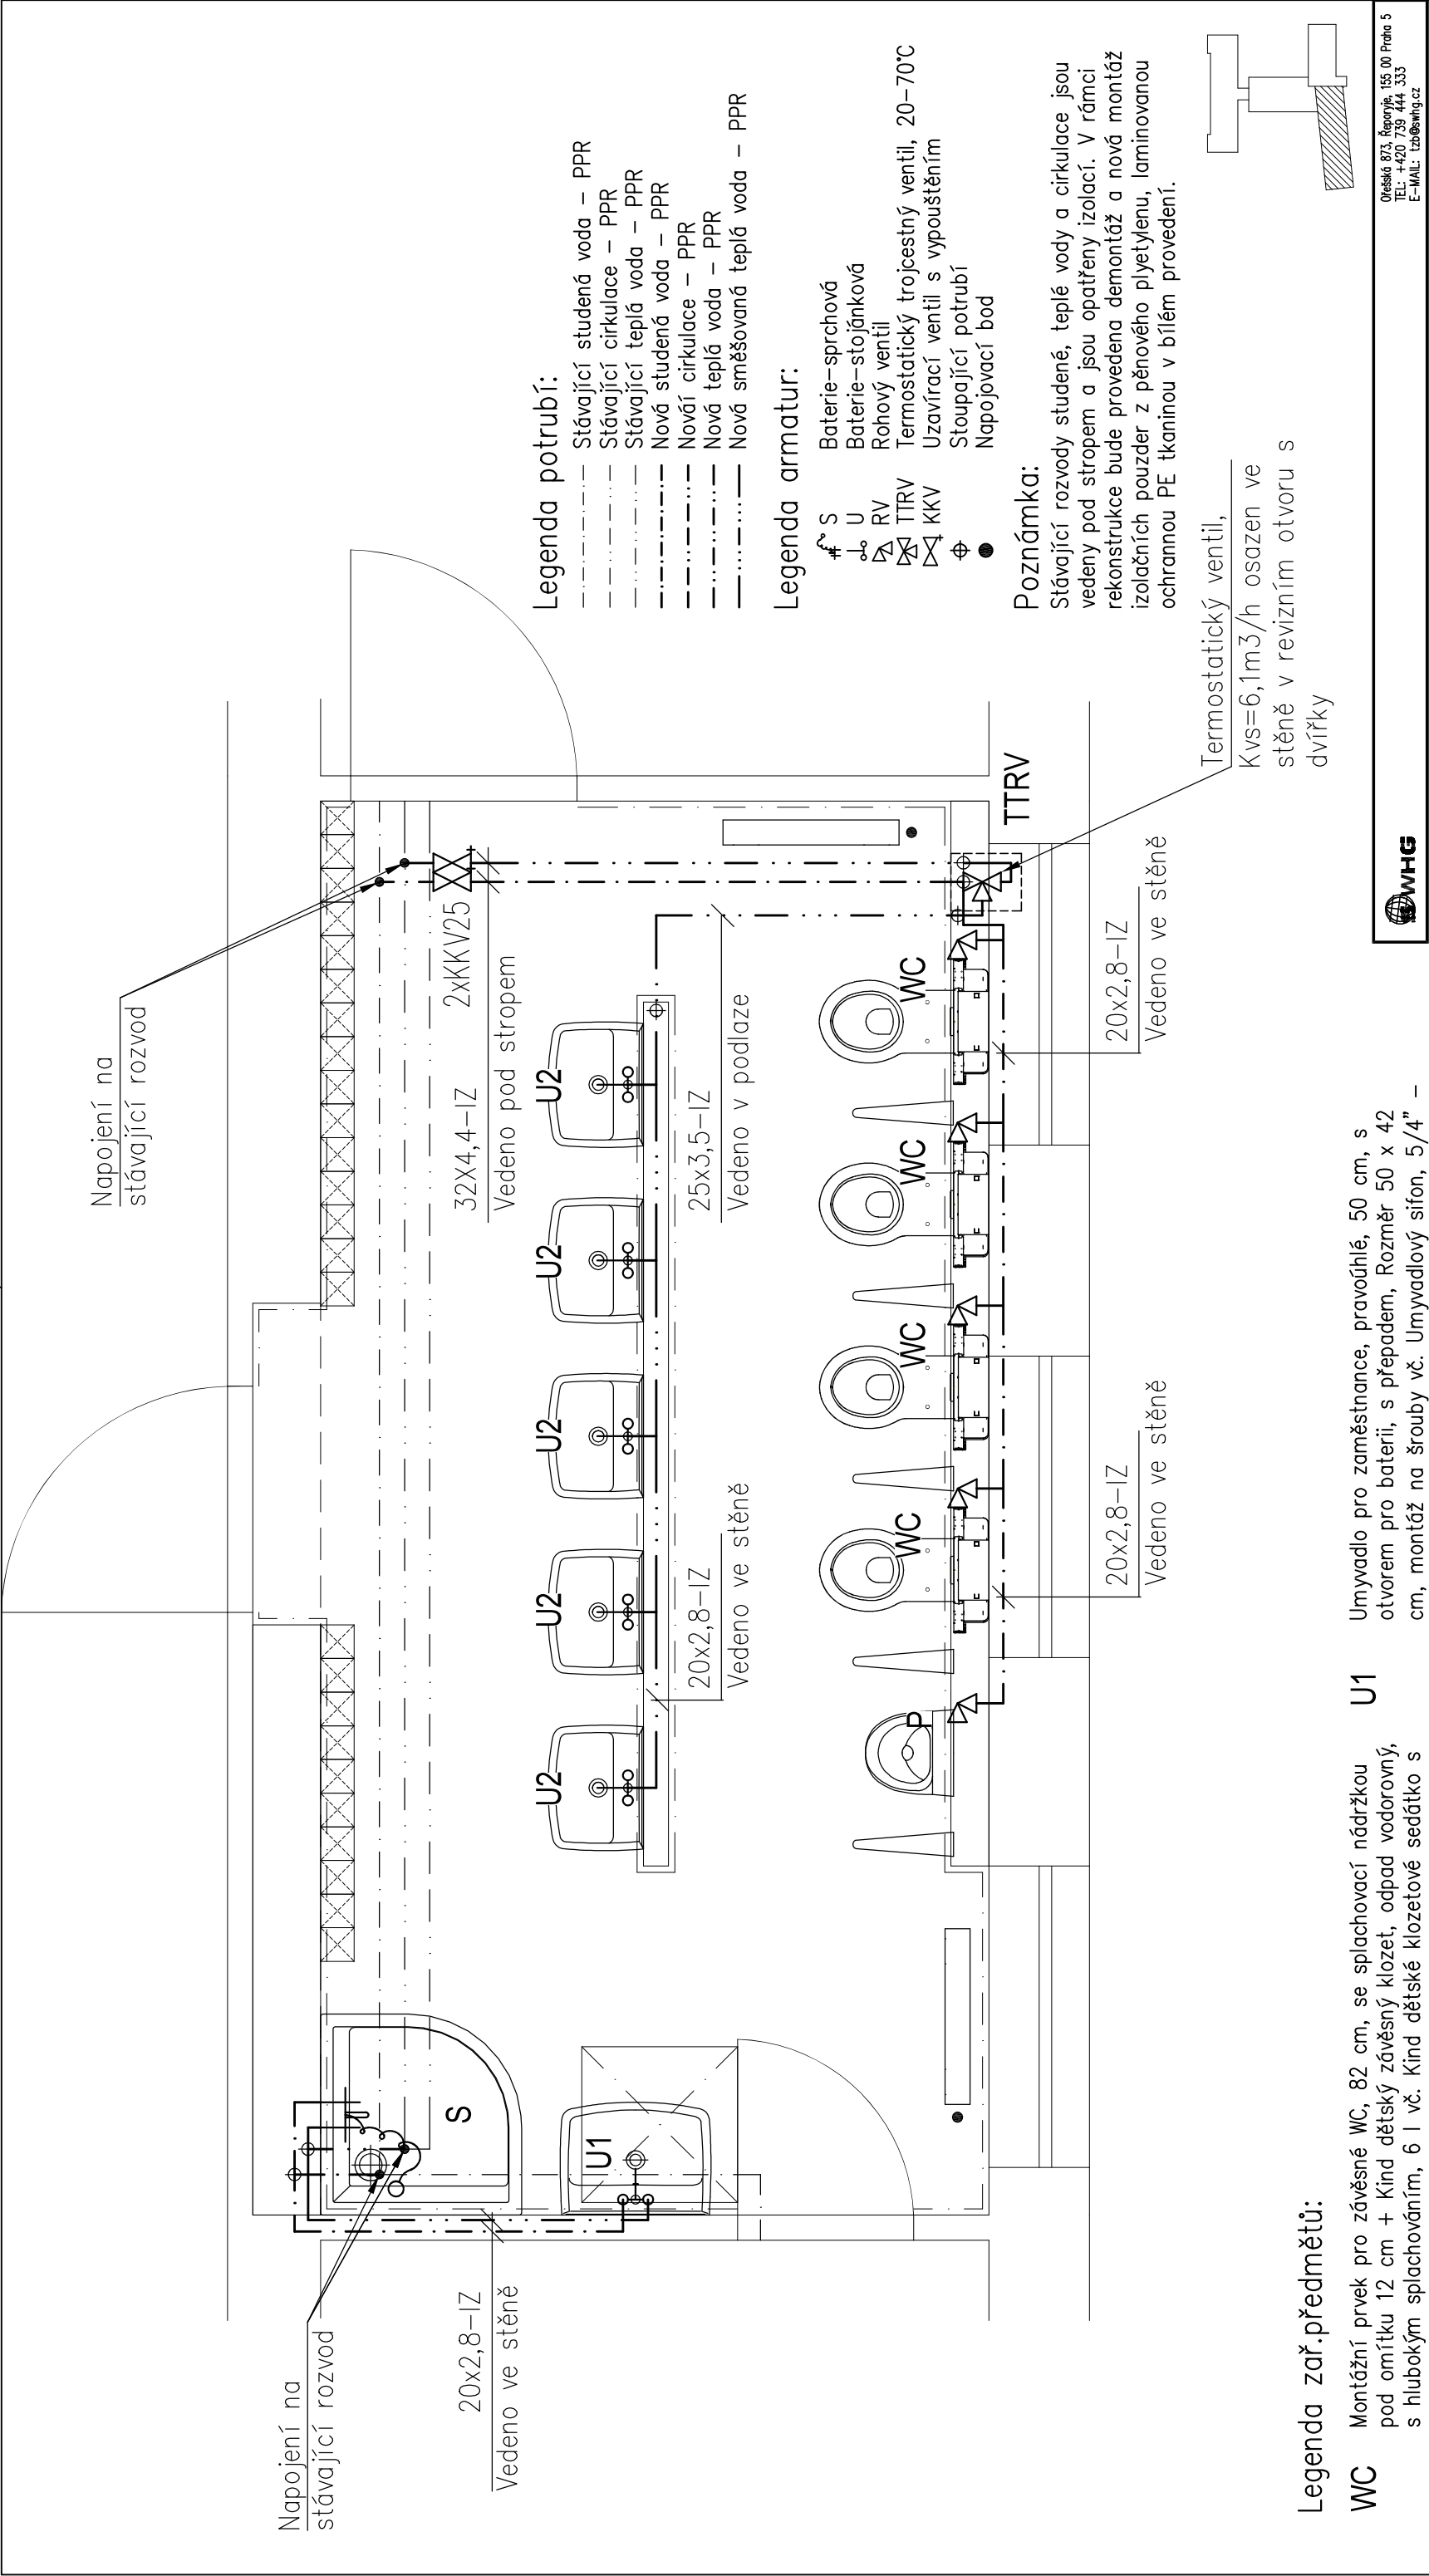 Napojení na
stávající rozvod
Napojení na
stávající rozvod
20x2,8-IZ
Vedeno ve stěně
S
U1
2xKKV25
32X4,4-IZ
Vedeno pod stropem
U2
U2
U2
U2
U2
20x2,8-IZ
Vedeno ve stěně
25x3,5-IZ
Vedeno v podlaze
P
WC
WC
WC
WC
TTRV
20x2,8-IZ
Vedeno ve stěně
20x2,8-IZ
Vedeno ve stěně
Termostatický ventil,
Kvs=6,1m3/h osazen ve
stěně v revizním otvoru s
dvířky
Legenda potrubí:
Stávající studená voda - PPR
Stávající cirkulace - PPR
Stávající teplá voda - PPR
Nová studená voda - PPR
Nováí cirkulace - PPR
Nová teplá voda - PPR
Nová směšovaná teplá voda - PPR
Legenda armatur:
S Baterie-sprchová
U Baterie-stojánková
RV Rohový ventil
TTRV Termostatický trojcestný ventil, 20-70°C
KKV Uzavírací ventil s vypouštěním
Stoupající potrubí
Napojovací bod
Poznámka:
Stávající rozvody studené, teplé vody a cirkulace jsou
vedeny pod stropem a jsou opatřeny izolací. V rámci
rekonstrukce bude provedena demontáž a nová montáž
izolačních pouzder z pěnového plyetylenu, laminovanou
ochrannou PE tkaninou v bílém provedení.
Legenda zař.předmětů:
WC Montážní prvek pro závěsné WC, 82 cm, se splachovací nádržkou
pod omítku 12 cm + Kind dětský závěsný klozet, odpad vodorovný,
s hlubokým splachováním, 6 l vč. Kind dětské klozetové sedátko s
U1 Umyvadlo pro zaměstnance, pravoúhlé, 50 cm, s
otvorem pro baterii, s přepadem, Rozměr 50 x 42
cm, montáž na šrouby vč. Umyvadlový sifon, 5/4" -
WHG
Ořešská 873, Řeporyje, 155 00 Praha 5
TEL: +420 739 444 333
E-MAIL: tzb@swhg.cz